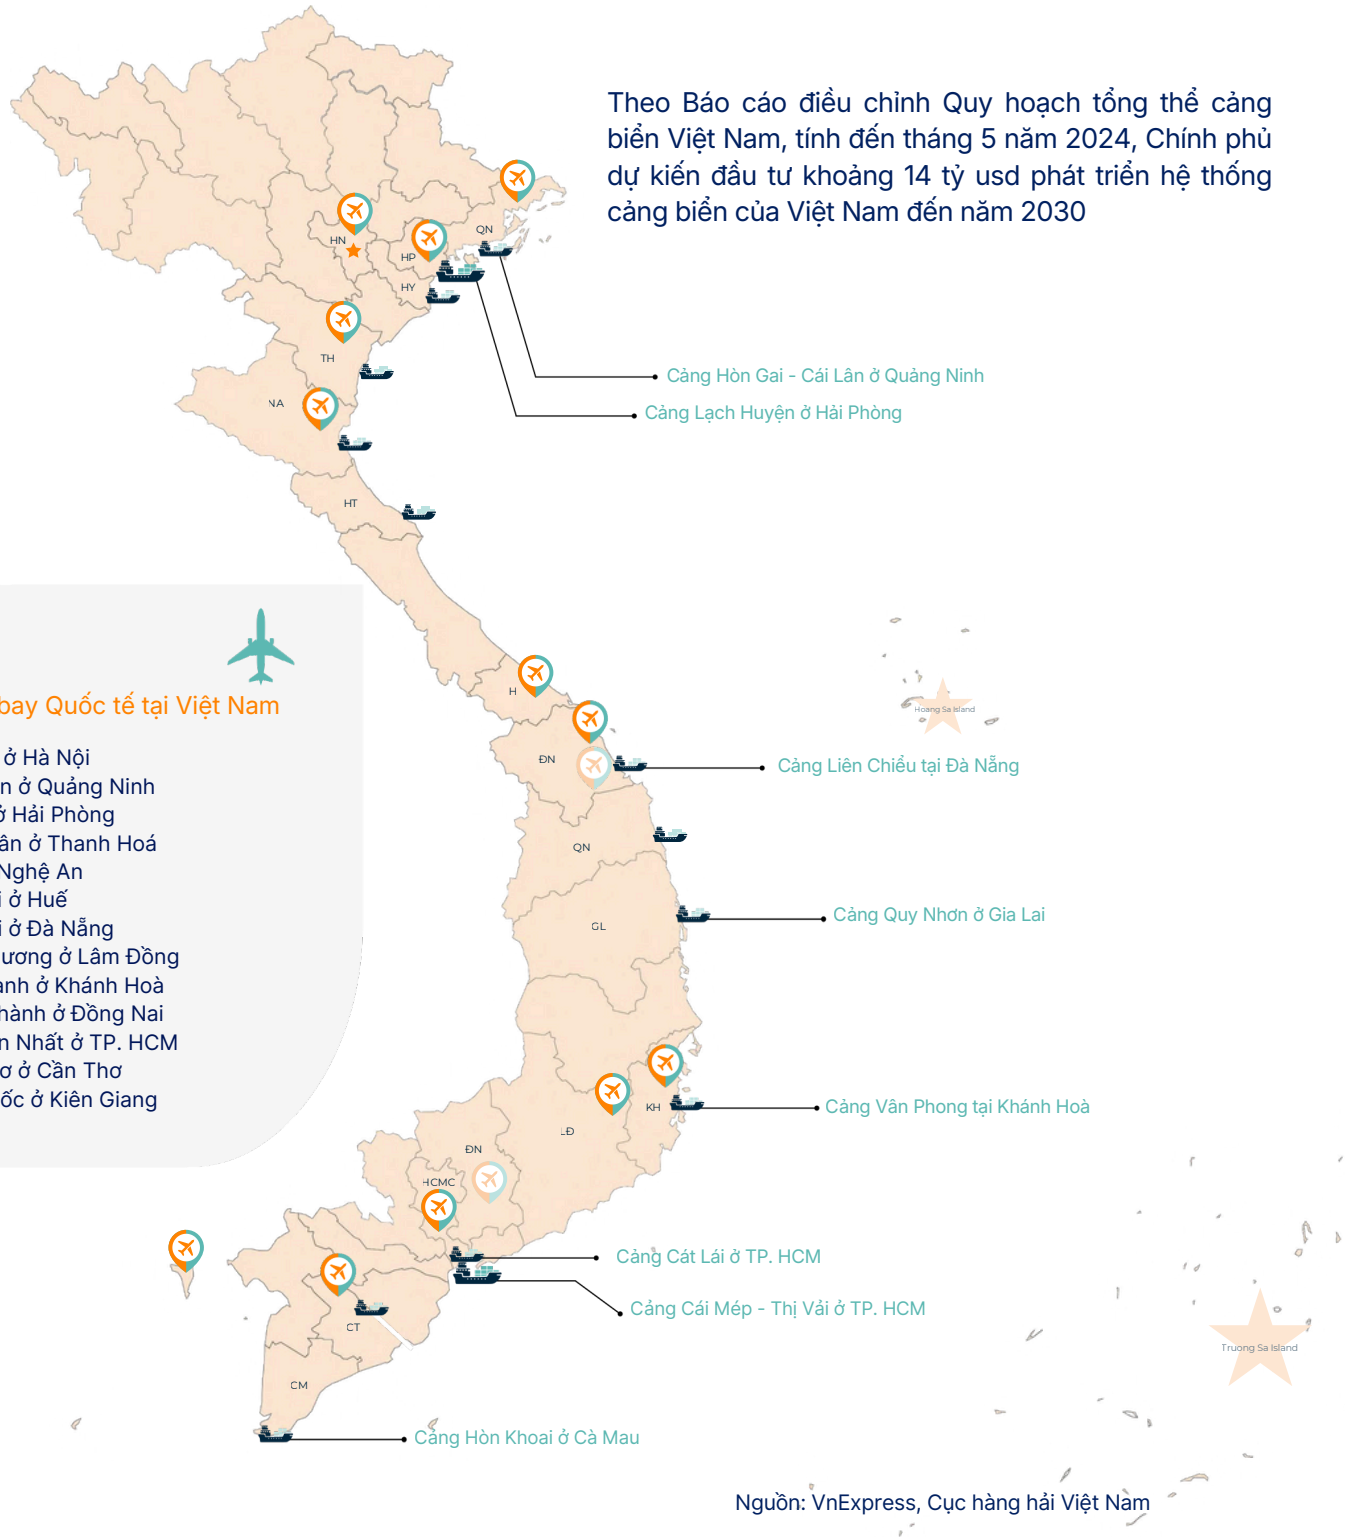 Theo Báo cáo điều chỉnh Quy hoạch tổng thể cảng
biển Việt Nam, tính đến tháng 5 năm 2024, Chính phủ
dự kiến đầu tư khoảng 14 tỷ usd phát triển hệ thống
cảng biển của Việt Nam đến năm 2030
QN
HN
HP
HY
TH
Cảng Hòn Gai - Cái Lân ở Quảng Ninh
NA
Cảng Lạch Huyện ở Hải Phòng
HT
bay Quốc tế tại Việt Nam
ở Hà Nội
n ở Quảng Ninh
ở Hải Phòng
ân ở Thanh Hoá
Nghệ An
i ở Huế
i ở Đà Nẵng
ương ở Lâm Đồng
anh ở Khánh Hoà
hành ở Đồng Nai
n Nhất ở TP. HCM
ơ ở Cần Thơ
ốc ở Kiên Giang
H
Hoang Sa Island
ĐN
Cảng Liên Chiểu tại Đà Nẵng
QN
Cảng Quy Nhơn ở Gia Lai
GL
KH
Cảng Vân Phong tại Khánh Hoà
LĐ
ĐN
HCMC
Cảng Cát Lái ở TP. HCM
Cảng Cái Mép - Thị Vải ở TP. HCM
CT
Truong Sa Island
CM
Cảng Hòn Khoai ở Cà Mau
Nguồn: VnExpress, Cục hàng hải Việt Nam